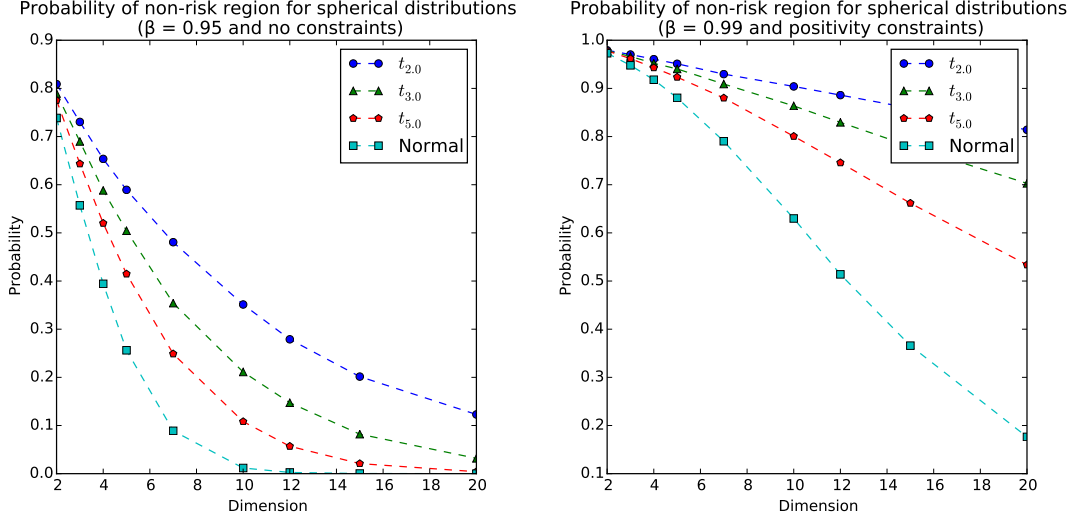 Probability of non-risk region for spherical distributions
(β = 0.95 and no constraints)
0.9
0.8
0.7
0.6
0.5
0.4
0.3
0.2
0.1
0.0
Probability
2 4 6 8 10 12 14 16 18 20
Dimension
t2.0
t3.0
t5.0
Normal
Probability of non-risk region for spherical distributions
(β = 0.99 and positivity constraints)
1.0
0.9
0.8
0.7
0.6
0.5
0.4
0.3
0.2
0.1
Probability
2 4 6 8 10 12 14 16 18 20
Dimension
t2.0
t3.0
t5.0
Normal